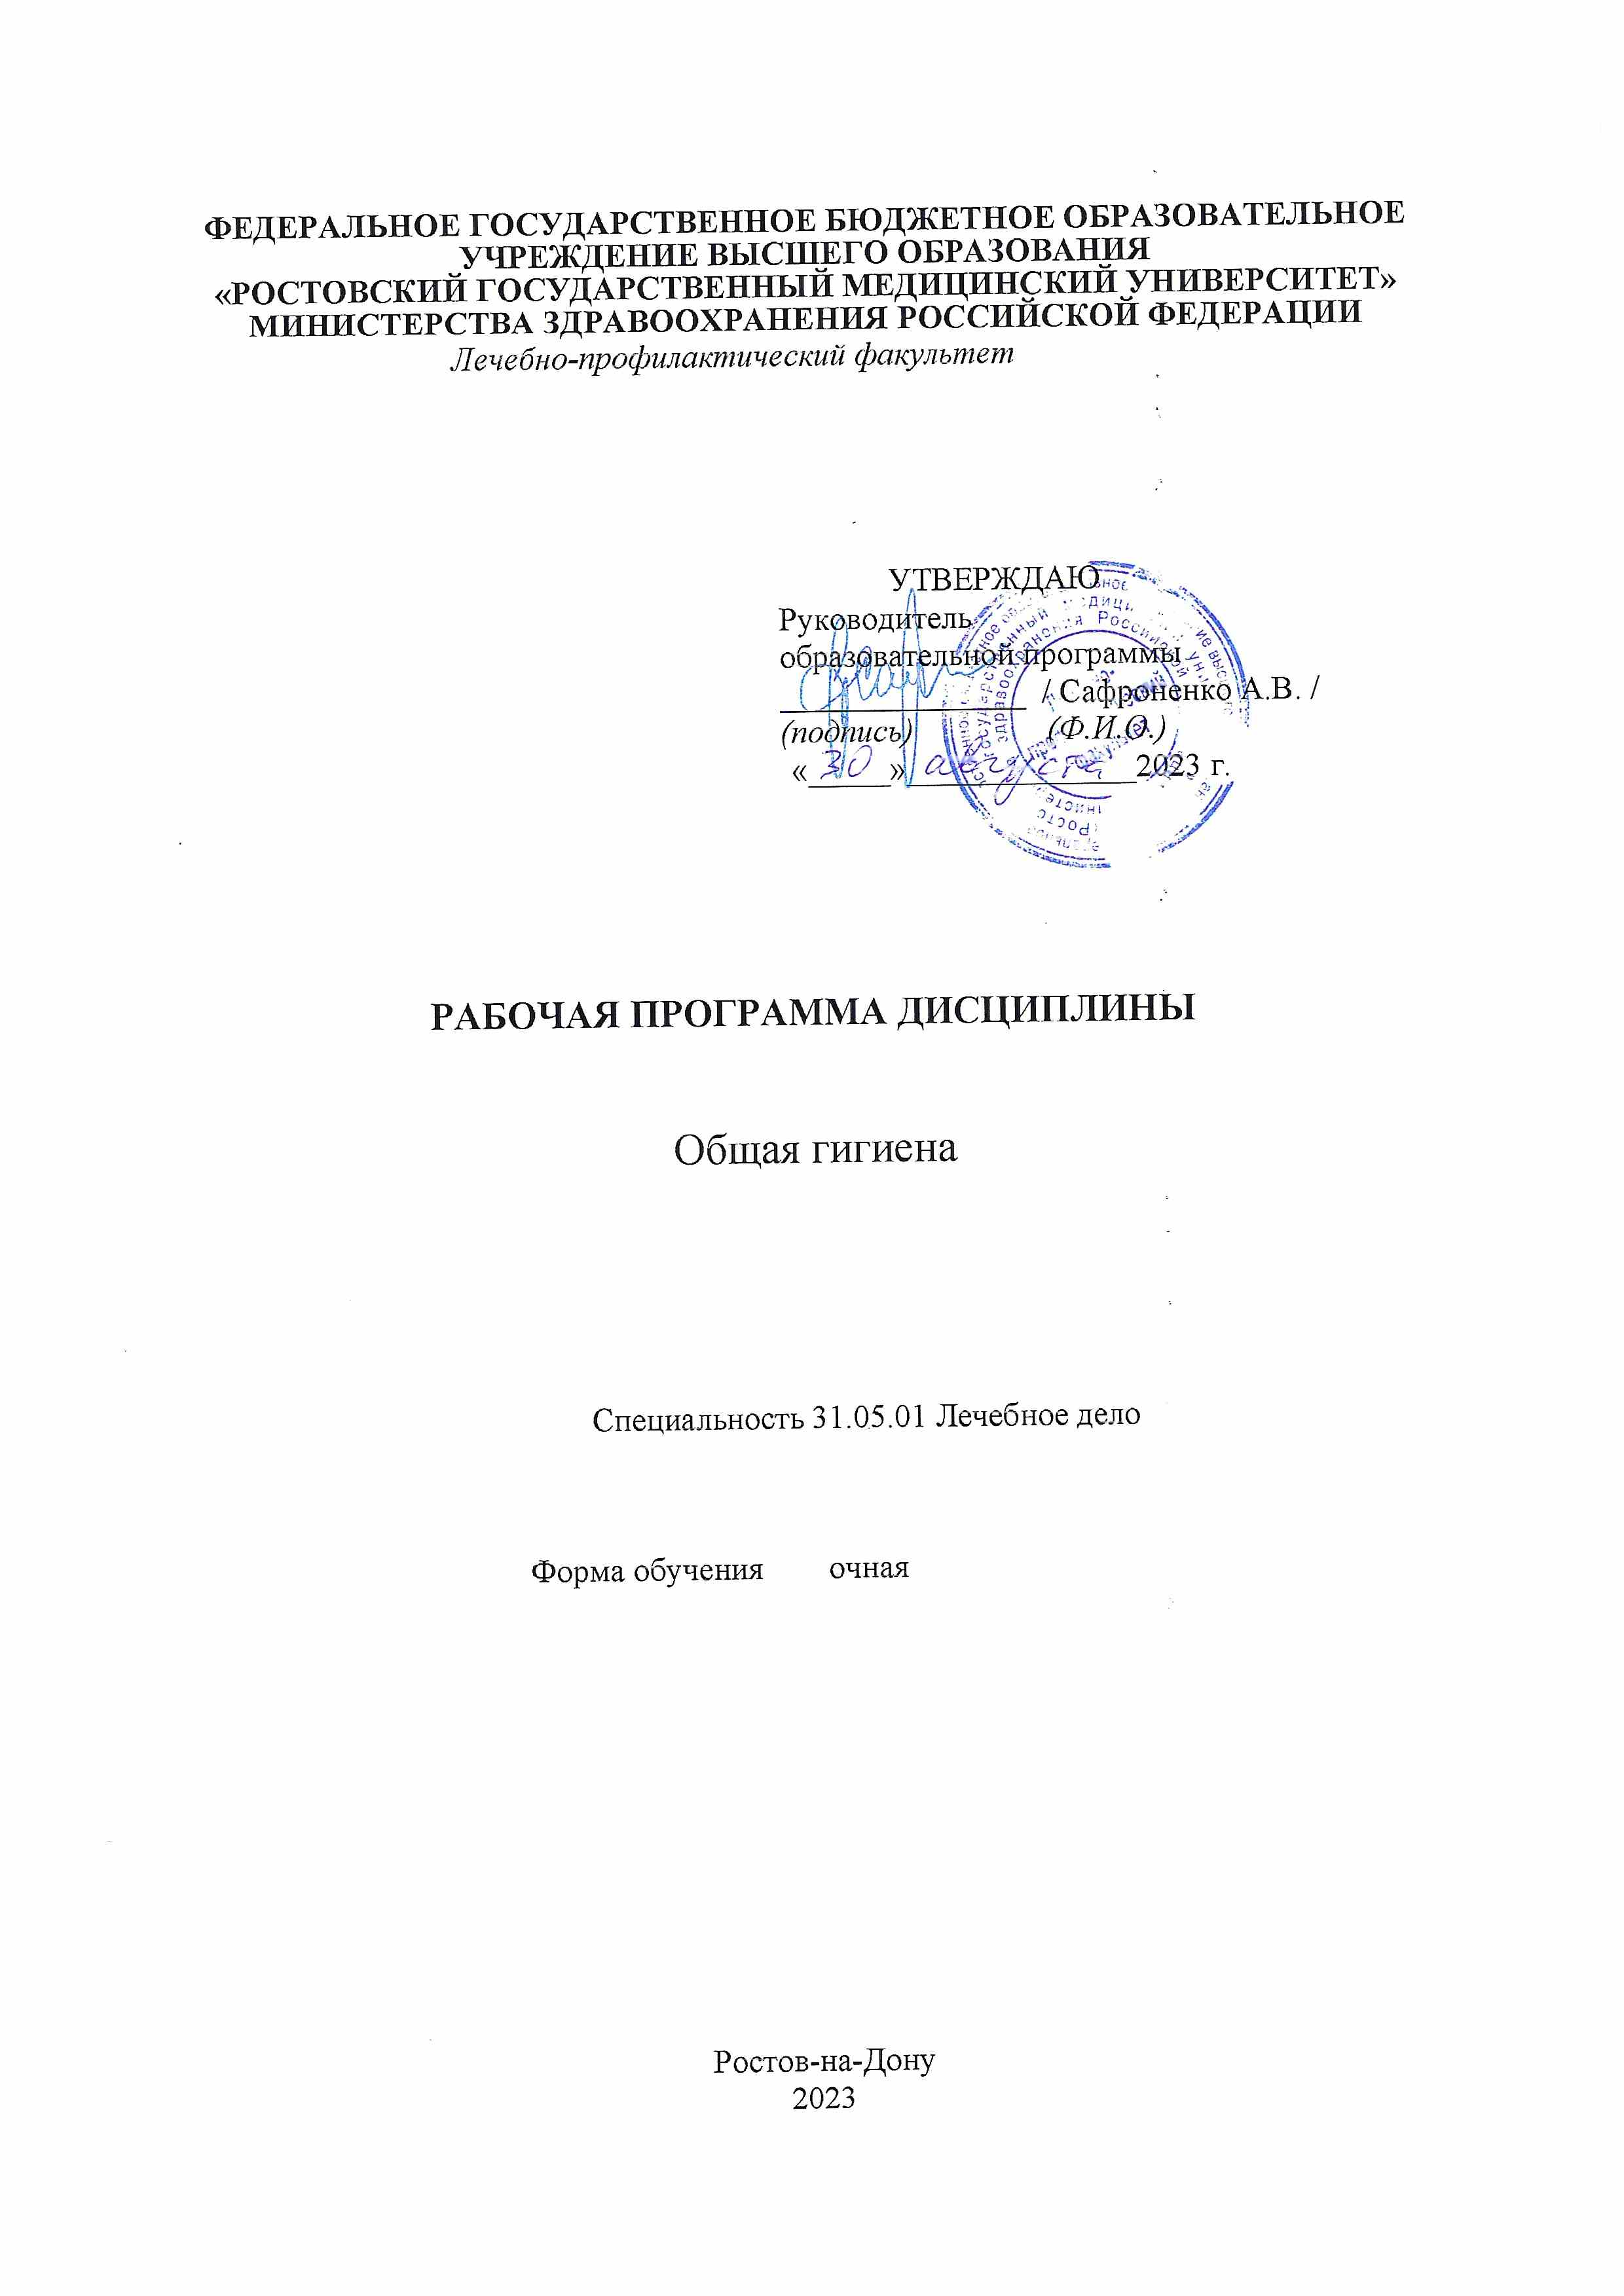 ФЕДЕРАЛЬНОЕ ГОСУДАРСТВЕННОЕ БЮДЖЕТНОЕ ОБРАЗОВАТЕЛЬНОЕ
УЧРЕЖДЕНИЕ ВЫСШЕГО ОБРАЗОВАНИЯ
«РОСТОВСКИЙ ГОСУДАРСТВЕННЫЙ МЕДИЦИНСКИЙ УНИВЕРСИТЕТ»
МИНИСТЕРСТВА ЗДРАВООХРАНЕНИЯ РОССИЙСКОЙ ФЕДЕРАЦИИ
Лечебно-профилактический факультет
УТВЕРЖДАЮ
Руководитель
образовательной программы
/ Сафроненко А.В. /
(подпись) (Ф.И.О.)
« 30 » августа 2023 г.
здравоохранения Российской
РАБОЧАЯ ПРОГРАММА ДИСЦИПЛИНЫ
Общая гигиена
Специальность 31.05.01 Лечебное дело
Форма обучения очная
Ростов-на-Дону
2023